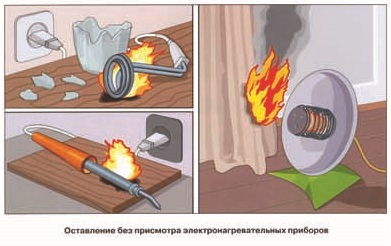 Оставление без присмотра электронагревательных приборов